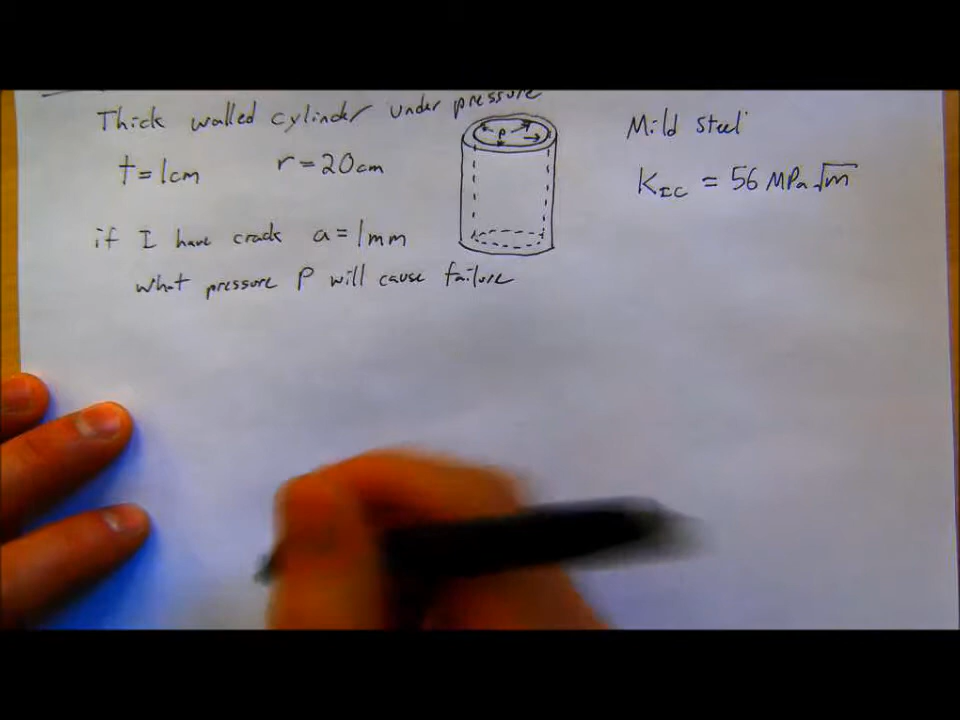 Thick walled cylinder under pressure
t = 1cm r = 20cm
if I have crack a = 1mm
what pressure P will cause failure
P
Mild steel
K_IC = 56 MPa √m